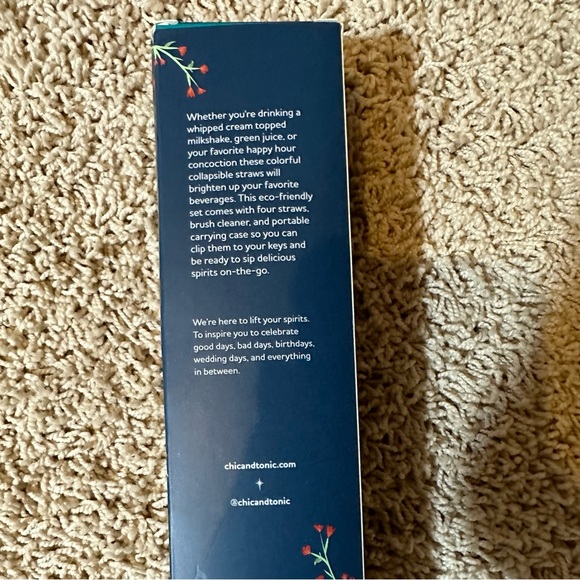 Whether you're drinking a
whipped cream topped
milkshake, green juice, or
your favorite happy hour
concoction these colorful
collapsible straws will
brighten up your favorite
beverages. This eco-friendly
set comes with four straws,
brush cleaner, and portable
carrying case so you can
clip them to your keys and
be ready to sip delicious
spirits on-the-go.
We're here to lift your spirits.
To inspire you to celebrate
good days, bad days, birthdays,
wedding days, and everything
in between.
chicandtonic.com
@chicandtonic